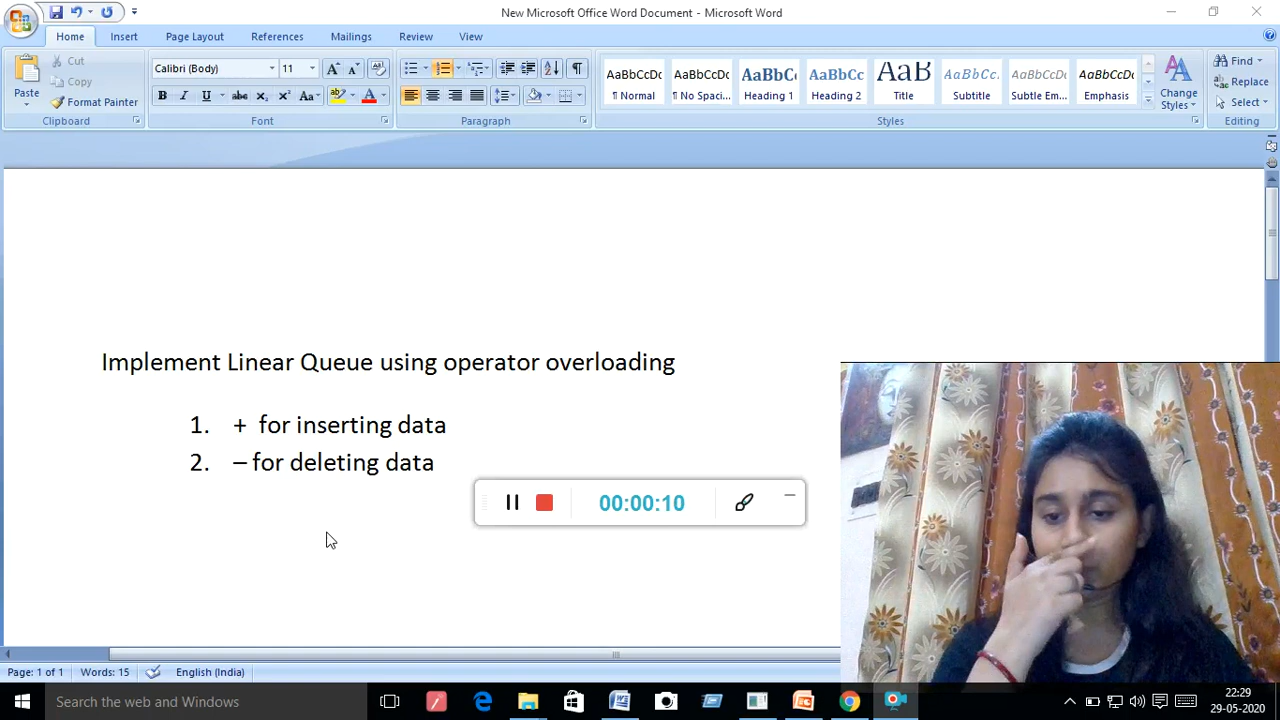 New Microsoft Office Word Document - Microsoft Word
Home Insert Page Layout References Mailings Review View
Cut
Copy
Format Painter
Paste
Clipboard
Calibri (Body) 11
Font
Paragraph
AaBbCcDc AaBbCcDc AaBbCc AaBbCc AaB AaBbCc. AaBbCcDc AaBbCcDc
¶ Normal ¶ No Spaci... Heading 1 Heading 2 Title Subtitle Subtle Em... Emphasis
Change Styles
Styles
Find
Replace
Select
Editing
Implement Linear Queue using operator overloading
1. + for inserting data
2. – for deleting data
00:00:10
Page: 1 of 1 Words: 15 English (India)
Search the web and Windows
22:29
29-05-2020